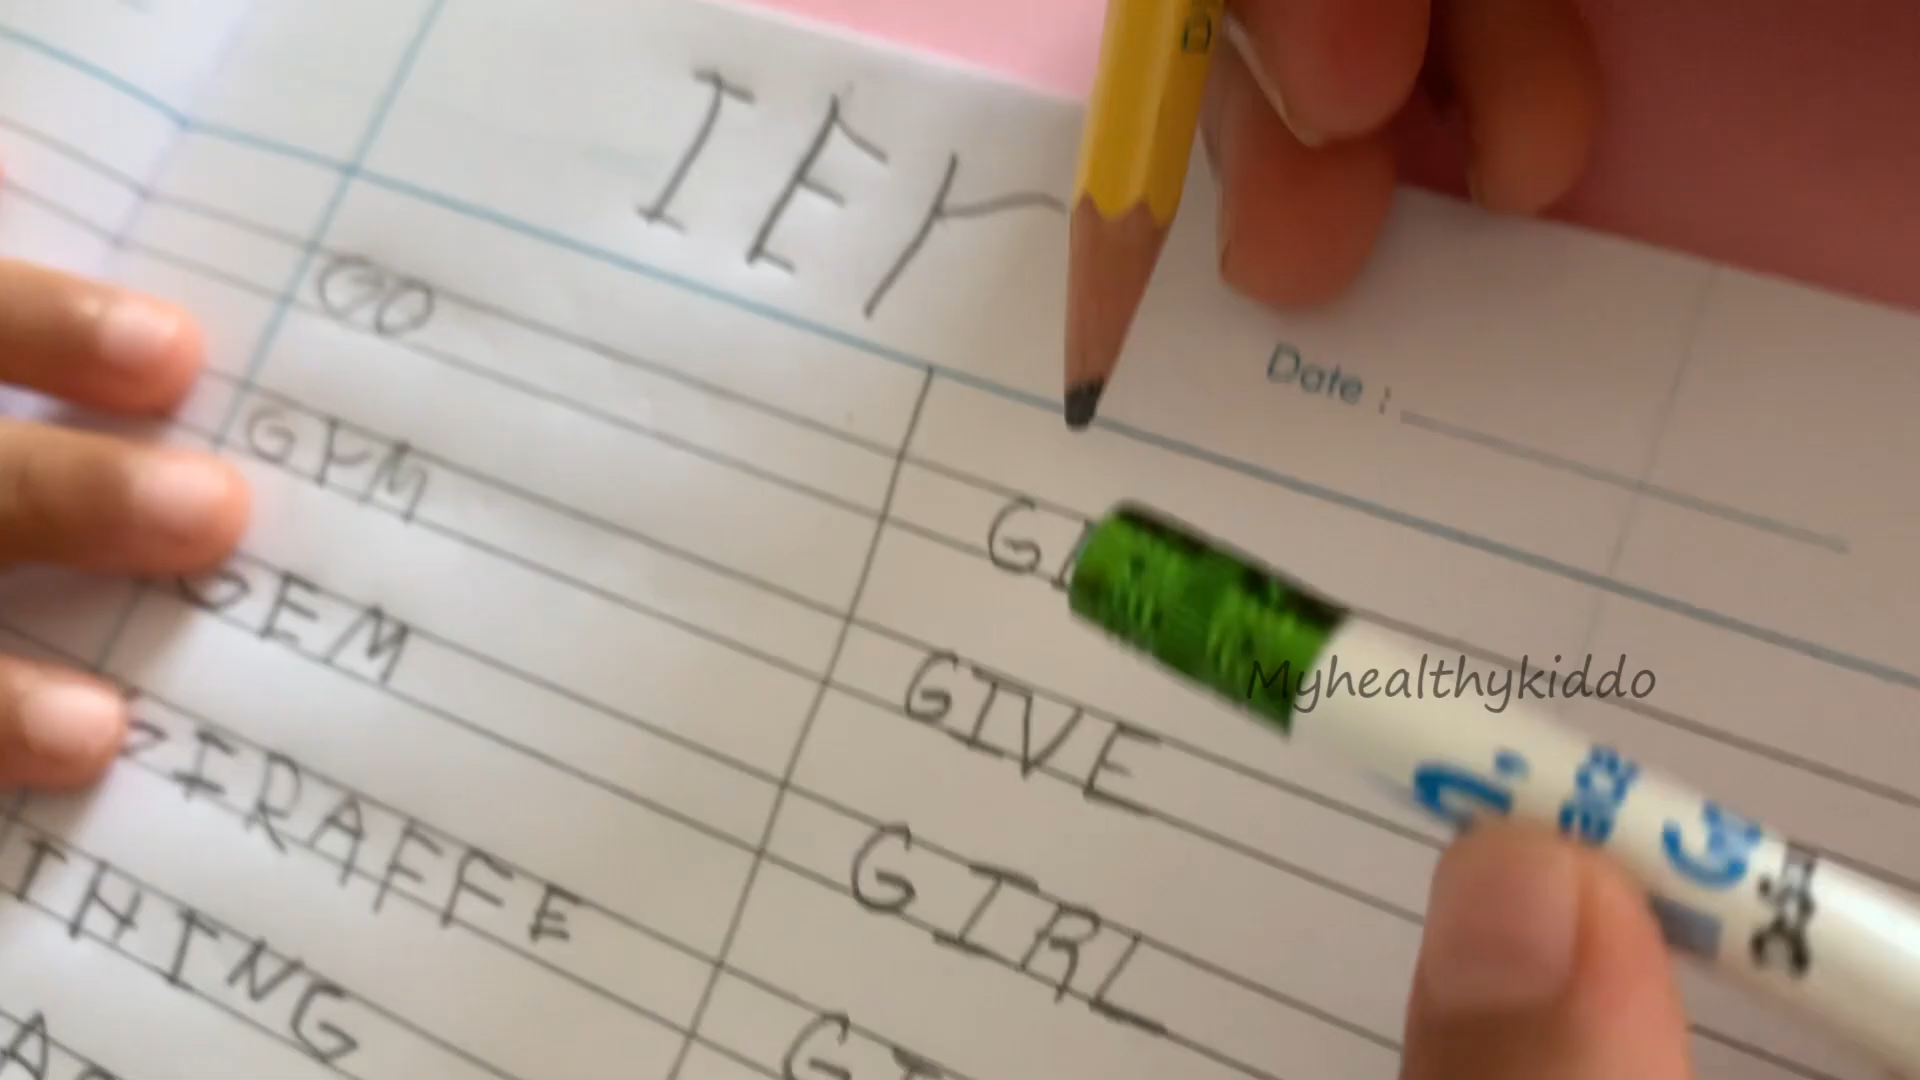 IEY
Date :
GO
GYM
GEM
GIRAFFE
THING
GIVE
GIRL
Myhealthykiddo